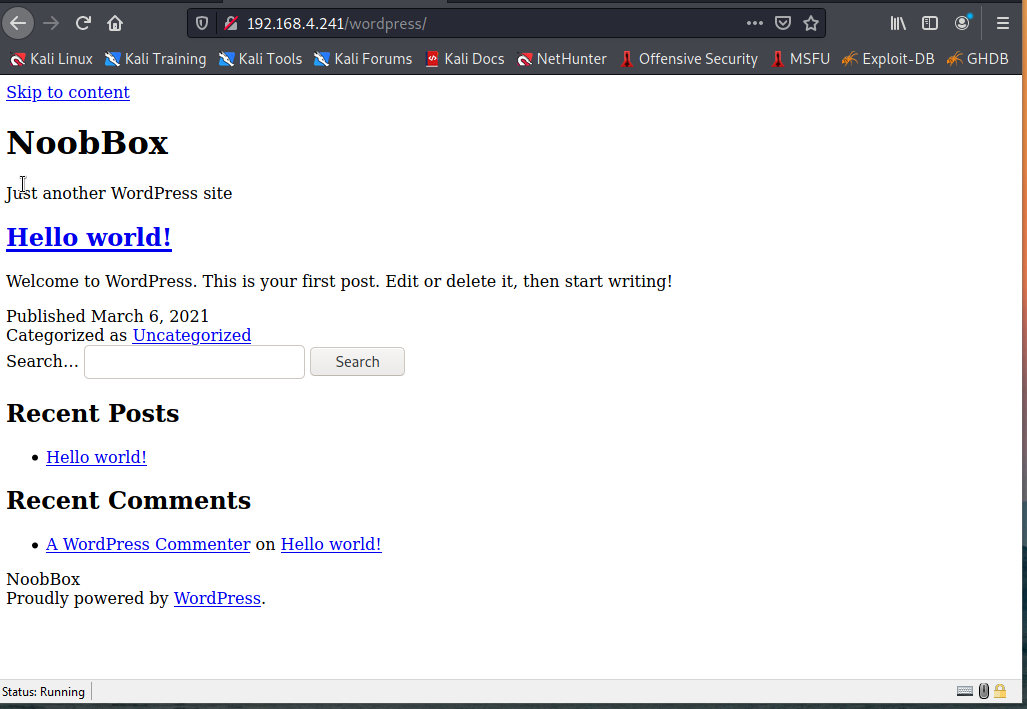 192.168.4.241/wordpress/
Kali Linux Kali Training Kali Tools Kali Forums Kali Docs NetHunter Offensive Security MSFU Exploit-DB GHDB
Skip to content
NoobBox
Just another WordPress site
Hello world!
Welcome to WordPress. This is your first post. Edit or delete it, then start writing!
Published March 6, 2021
Categorized as Uncategorized
Search… Search
Recent Posts
Hello world!
Recent Comments
A WordPress Commenter on Hello world!
NoobBox
Proudly powered by WordPress.
Status: Running